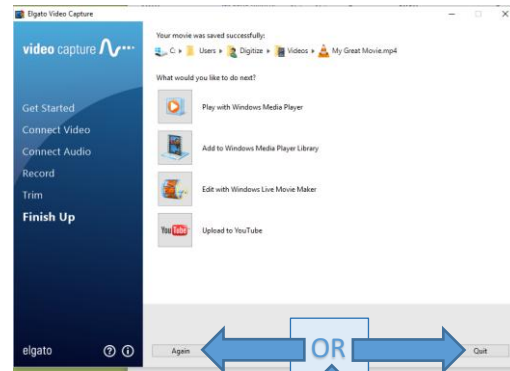 Elgato Video Capture
video capture
Get Started
Connect Video
Connect Audio
Record
Trim
Finish Up
elgato
Your movie was saved successfully:
C: Users Digitize Videos My Great Movie.mp4
What would you like to do next?
Play with Windows Media Player
Add to Windows Media Player Library
Edit with Windows Live Movie Maker
You Tube Upload to YouTube
Again
OR
Quit